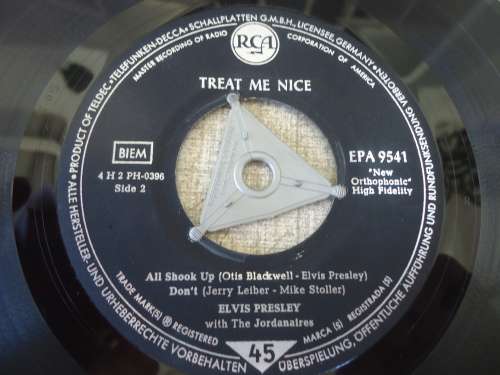 PRODUCT OF TELDEC »TELEFUNKEN-DECCA« SCHALLPLATTEN G.M.B.H., LICENSEE, GERMANY
MASTER RECORDING OF RADIO CORPORATION OF AMERICA
RCA
TREAT ME NICE
BIEM
EPA 9541
4 H 2 PH-0396
Side 2
"New
Orthophonic"
High Fidelity
All Shook Up (Otis Blackwell - Elvis Presley)
Don't (Jerry Leiber - Mike Stoller)
ELVIS PRESLEY
with The Jordanaires
TRADE MARK(S) ® REGISTERED
MARCA (S) REGISTRADA (S)
45
ALLE HERSTELLER- UND URHEBERRECHTE VORBEHALTEN
ÜBERSPIELUNG, ÖFFENTLICHE AUFFÜHRUNG UND RUNDFUNKSENDUNG VERBOTEN